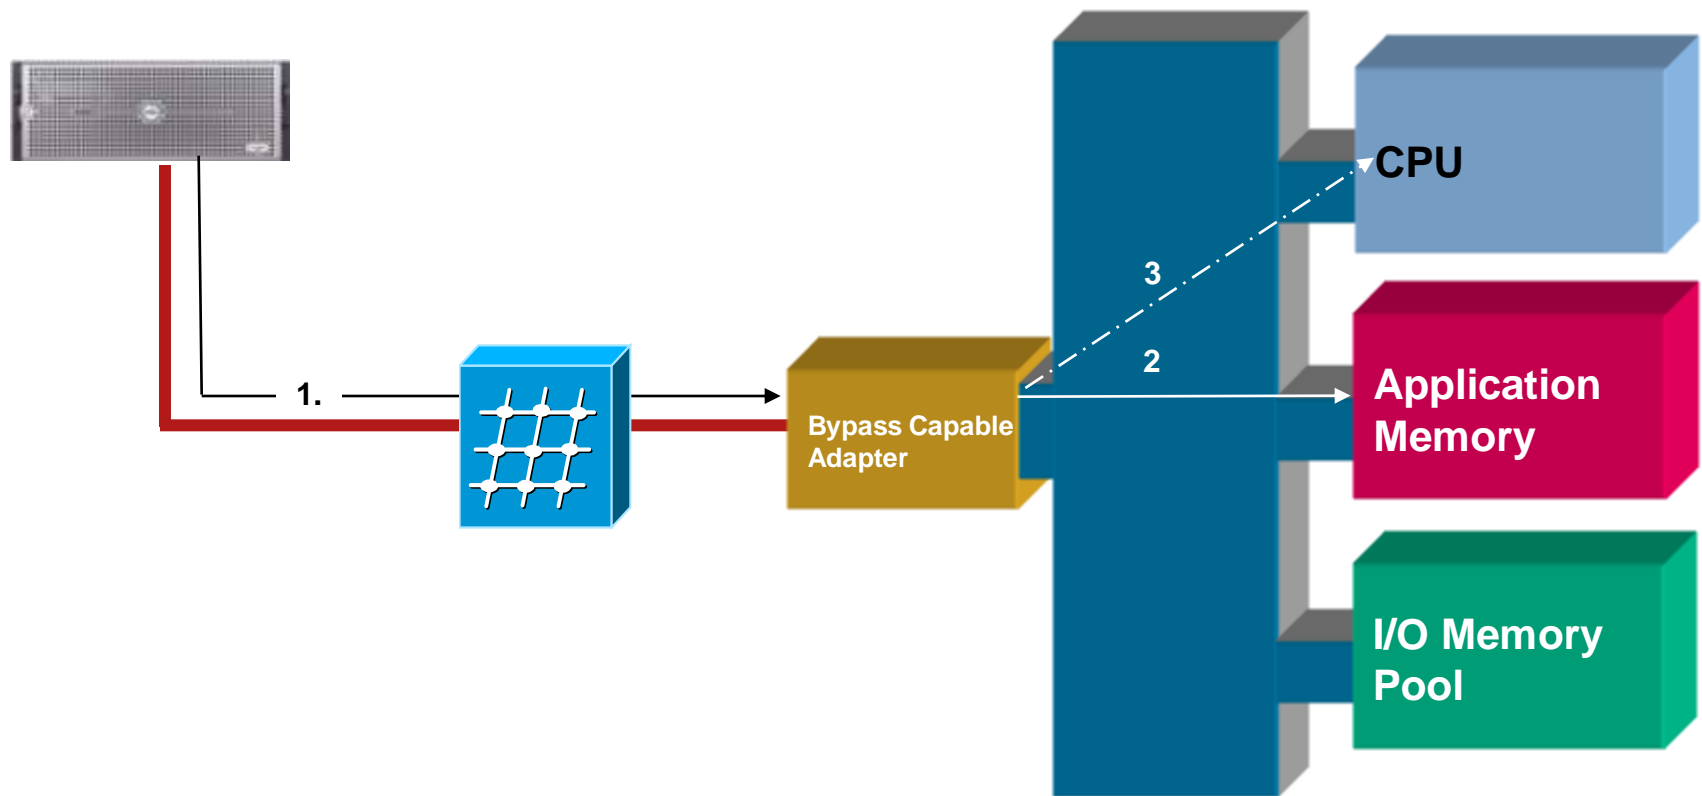 CPU
3
2
1.
Application
Memory
Bypass Capable
Adapter
I/O Memory
Pool